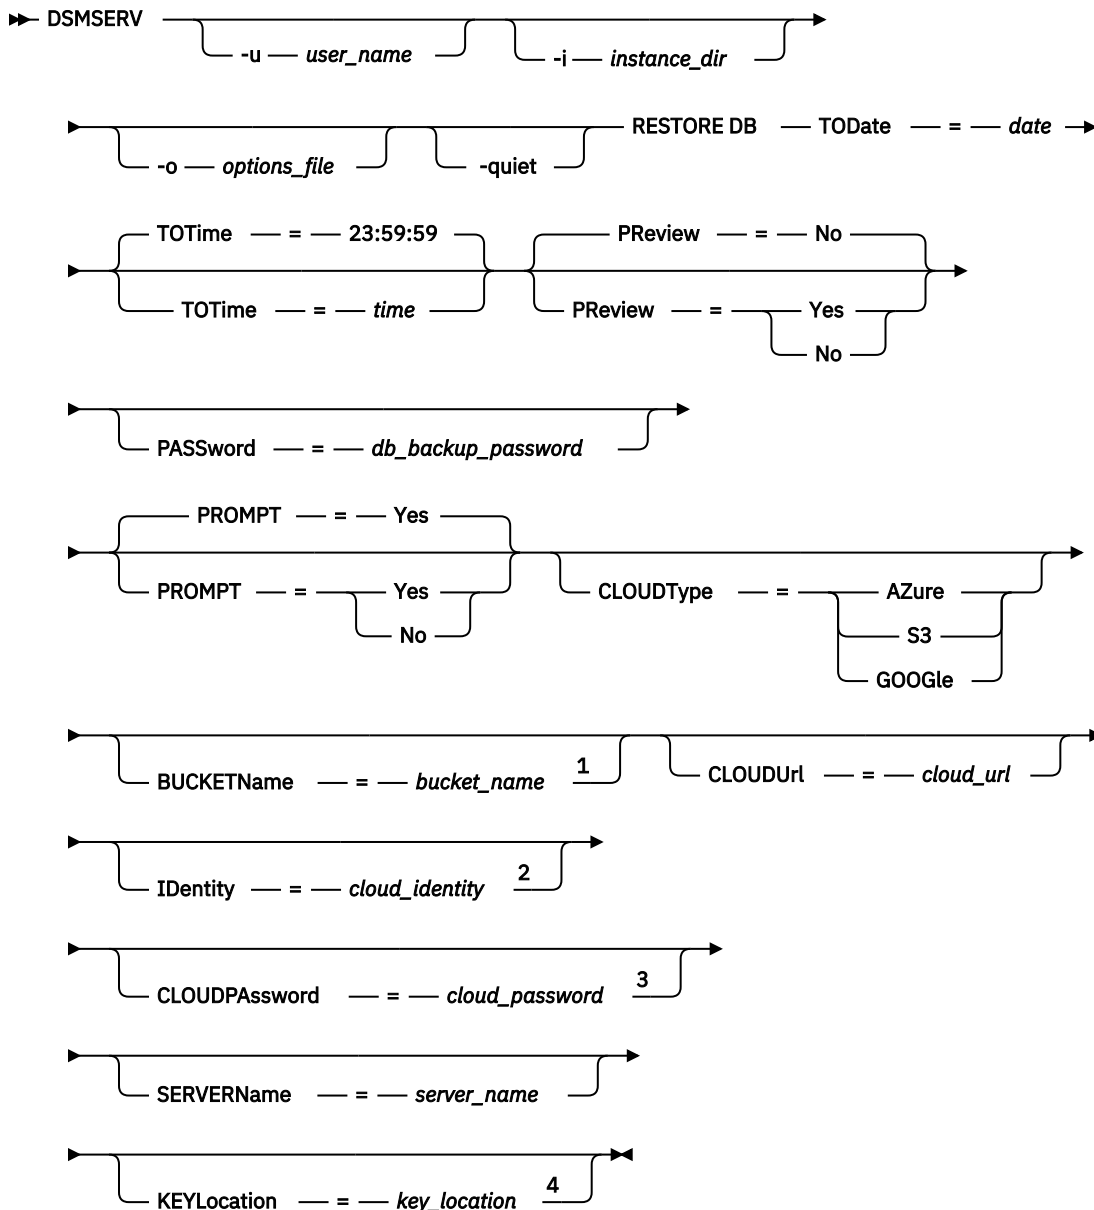 DSMSERV
-u user_name -i instance_dir
RESTORE DB TODate = date
-o options_file -quiet
TOTime = 23:59:59 PReview = No
TOTime = time PReview = Yes
No
PASSword = db_backup_password
PROMPT = Yes
PROMPT = Yes CLOUDType = AZure
No S3
GOOGle
BUCKETName = bucket_name 1 CLOUDUrl = cloud_url
IDentity = cloud_identity 2
CLOUDPAssword = cloud_password 3
SERVERName = server_name
KEYLocation = key_location 4